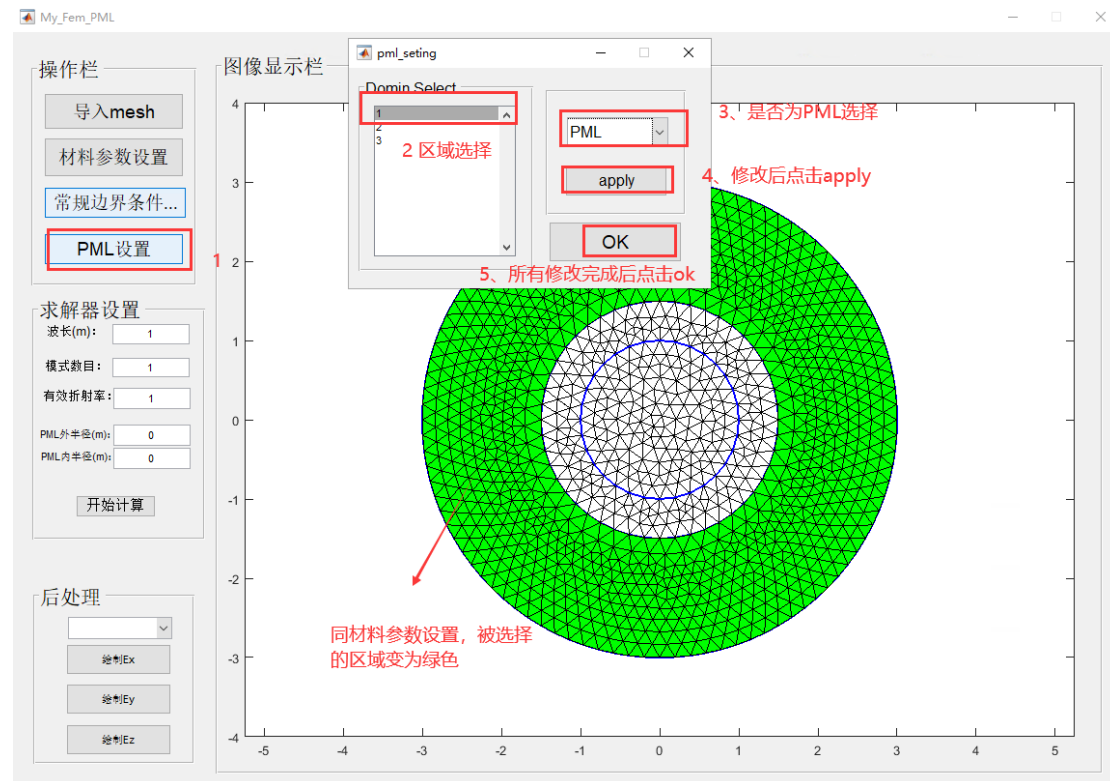 My_Fem_PML
操作栏
导入mesh
材料参数设置
常规边界条件...
PML设置
1
求解器设置
波长(m):
1
模式数目:
1
有效折射率:
1
PML外半径(m):
0
PML内半径(m):
0
开始计算
后处理
绘制Ex
绘制Ey
绘制Ez
图像显示栏
pml_seting
Domin Select
1
2
3
2 区域选择
PML
apply
OK
3、是否为PML选择
4、修改后点击apply
5、所有修改完成后点击ok
同材料参数设置，被选择
的区域变为绿色
4
3
2
1
0
-1
-2
-3
-4
-5
-4
-3
-2
-1
0
1
2
3
4
5